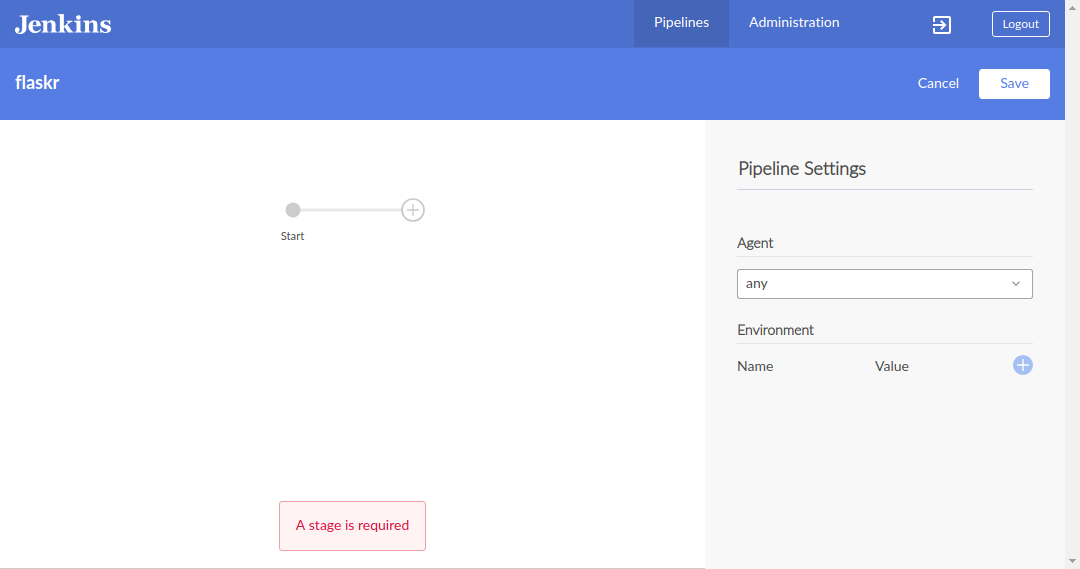 Jenkins
Pipelines
Administration
Logout
flaskr
Cancel
Save
Start
A stage is required
Pipeline Settings
Agent
any
Environment
Name
Value